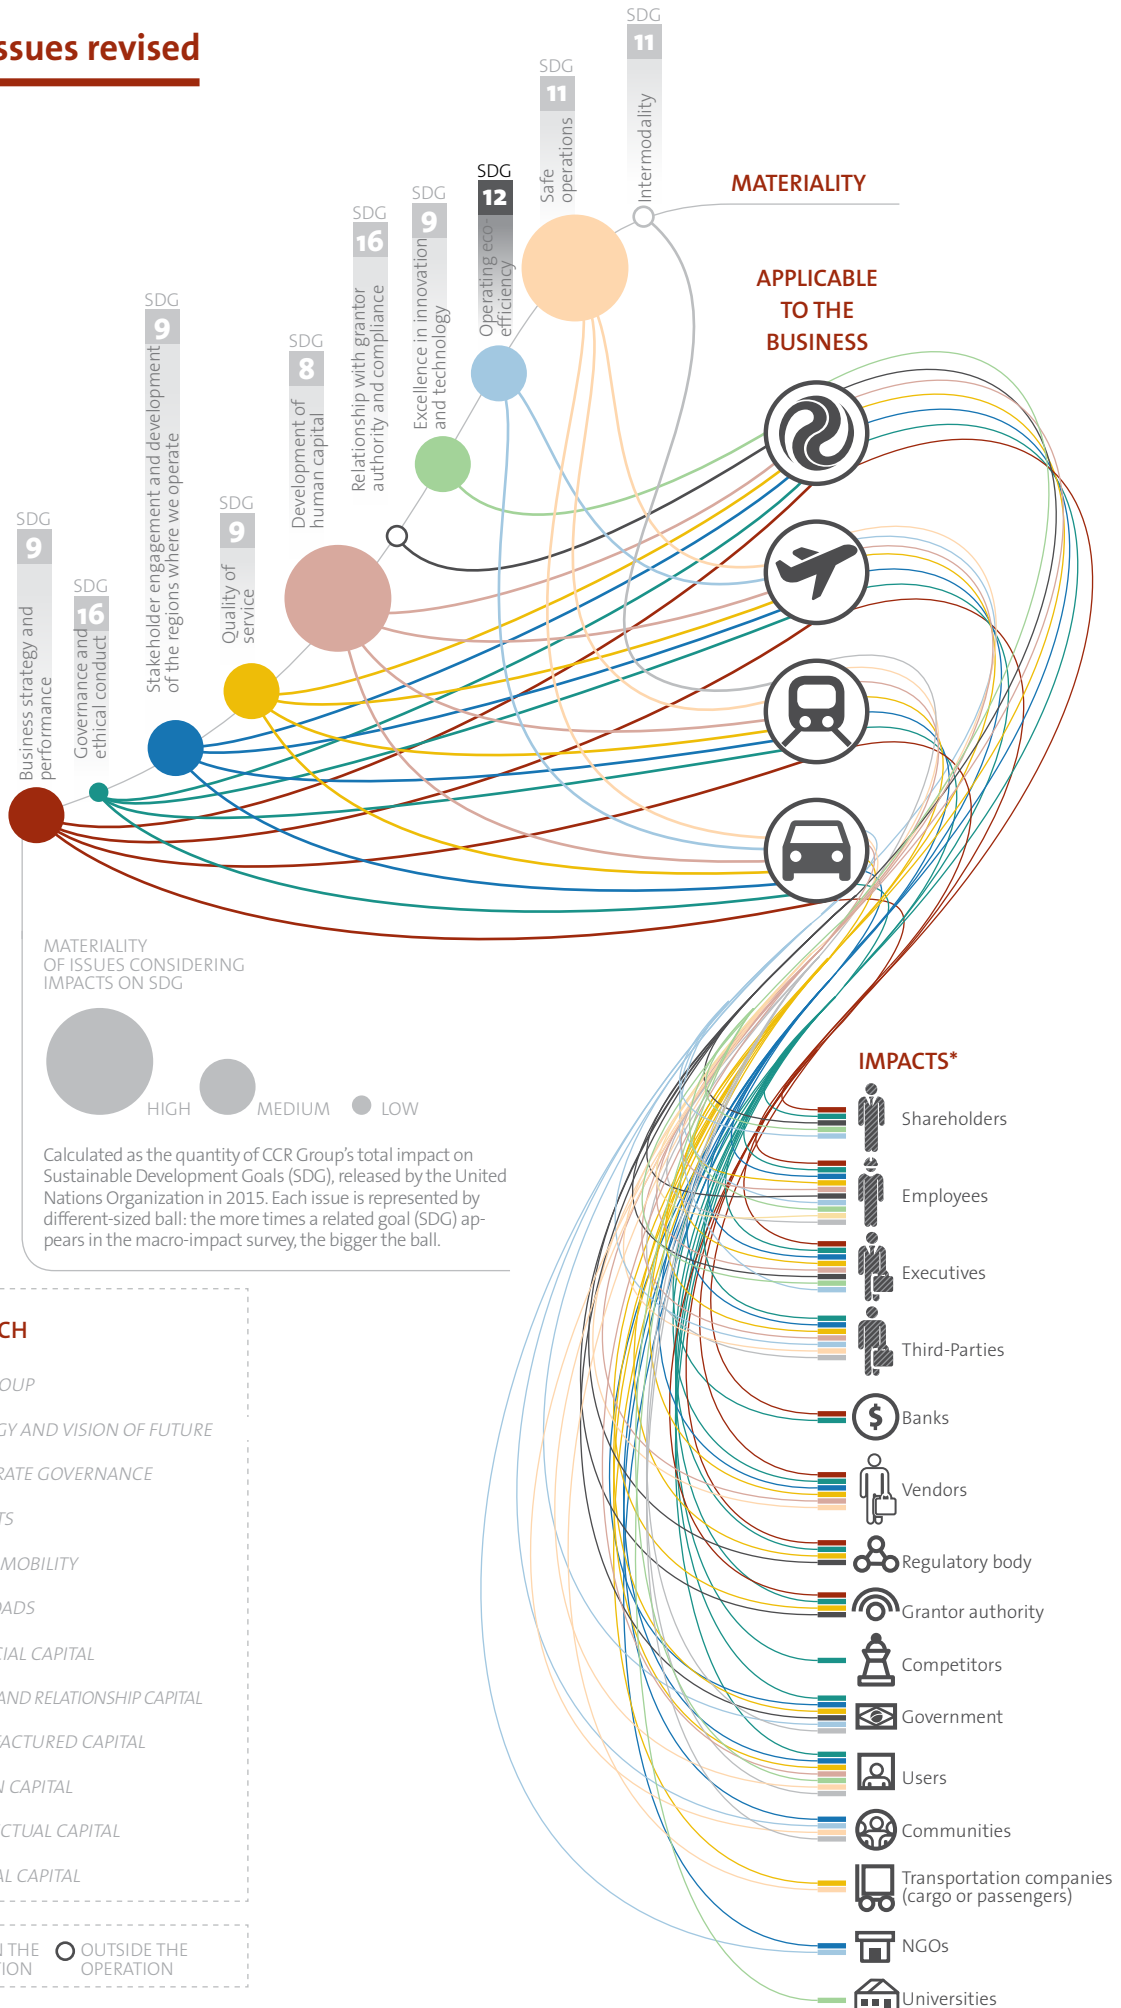 ssues revised
SDG
11
Intermodality
SDG
11
Safe
operations
SDG
12
Operating eco-
efficiency
SDG
9
Excellence in innovation
and technology
SDG
16
Relationship with grantor
authority and compliance
SDG
8
Development of
human capital
SDG
9
Quality of
service
SDG
9
Stakeholder engagement and development
of the regions where we operate
SDG
16
Governance and
ethical conduct
SDG
9
Business strategy and
performance
MATERIALITY
APPLICABLE
TO THE
BUSINESS
MATERIALITY
OF ISSUES CONSIDERING
IMPACTS ON SDG
HIGH
MEDIUM
LOW
Calculated as the quantity of CCR Group's total impact on
Sustainable Development Goals (SDG), released by the United
Nations Organization in 2015. Each issue is represented by
different-sized ball: the more times a related goal (SDG) ap-
pears in the macro-impact survey, the bigger the ball.
IMPACTS*
Shareholders
Employees
Executives
Third-Parties
$
Banks
Vendors
Regulatory body
Grantor authority
Competitors
Government
Users
Communities
Transportation companies
(cargo or passengers)
NGOs
Universities
CH
OUP
GY AND VISION OF FUTURE
RATE GOVERNANCE
TS
MOBILITY
OADS
CIAL CAPITAL
AND RELATIONSHIP CAPITAL
ACTURED CAPITAL
N CAPITAL
CTUAL CAPITAL
AL CAPITAL
N THE
ION
OUTSIDE THE
OPERATION